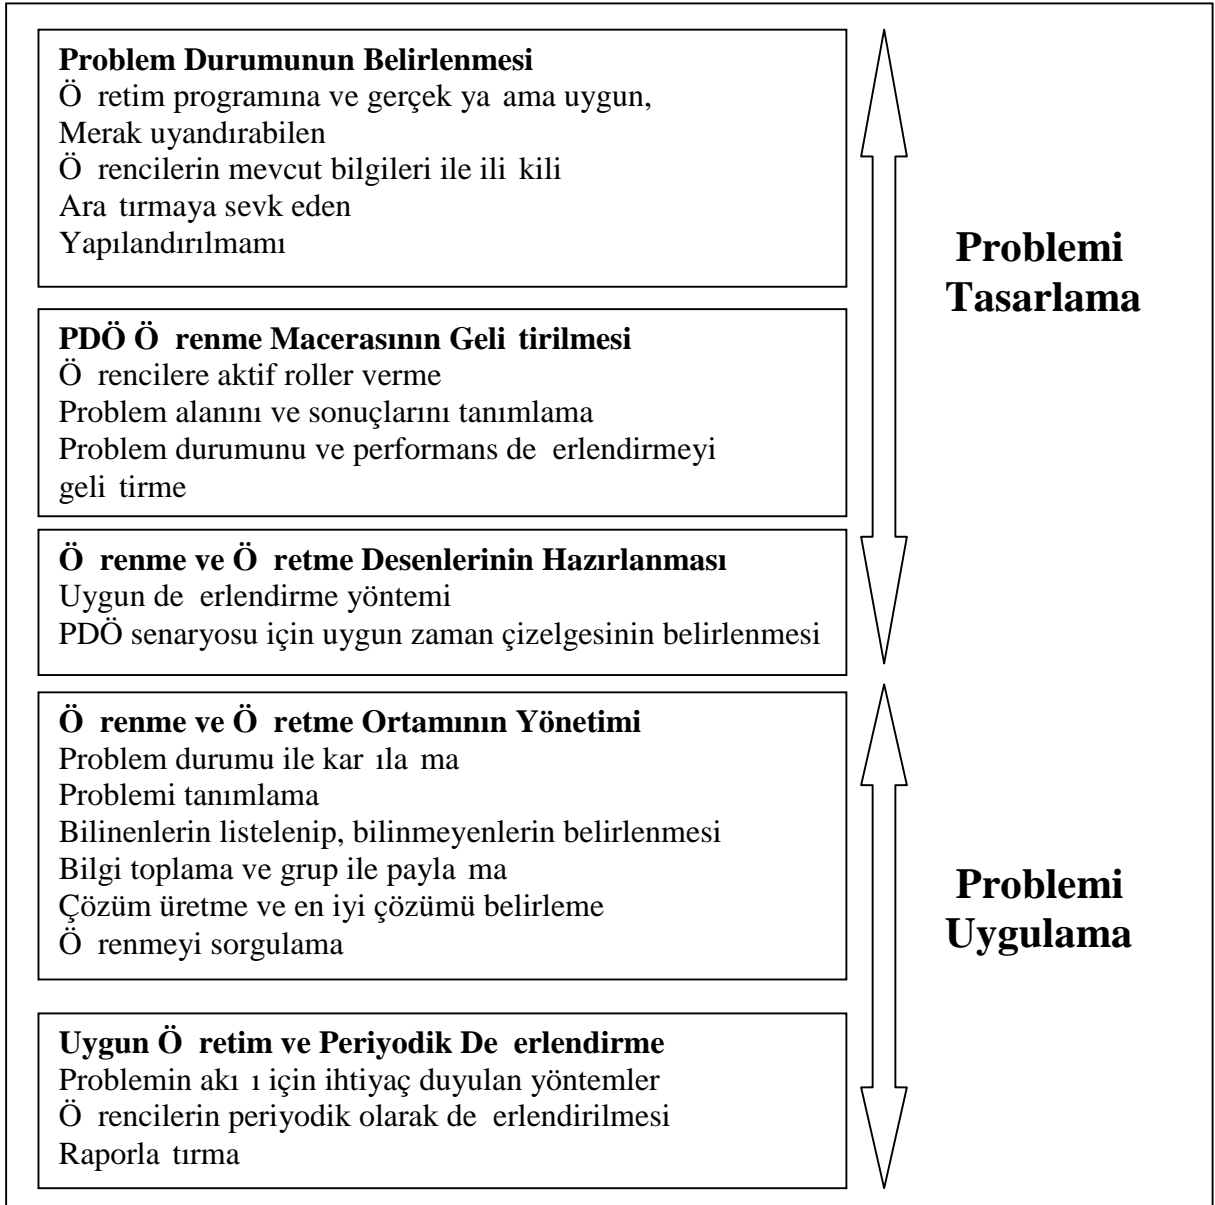 Problem Durumunun Belirlenmesi
Ö retim programına ve gerçek ya ama uygun,
Merak uyandırabilen
Ö rencilerin mevcut bilgileri ile ili kili
Ara tırmaya sevk eden
Yapılandırılmamı
Problemi
Tasarlama
PDÖ Ö renme Macerasının Geli tirilmesi
Ö rencilere aktif roller verme
Problem alanını ve sonuçlarını tanımlama
Problem durumunu ve performans de erlendirmeyi
geli tirme
Ö renme ve Ö retme Desenlerinin Hazırlanması
Uygun de erlendirme yöntemi
PDÖ senaryosu için uygun zaman çizelgesinin belirlenmesi
Ö renme ve Ö retme Ortamının Yönetimi
Problem durumu ile kar ıla ma
Problemi tanımlama
Bilinenlerin listelenip, bilinmeyenlerin belirlenmesi
Bilgi toplama ve grup ile payla ma
Çözüm üretme ve en iyi çözümü belirleme
Ö renmeyi sorgulama
Problemi
Uygulama
Uygun Ö retim ve Periyodik De erlendirme
Problemin akı ı için ihtiyaç duyulan yöntemler
Ö rencilerin periyodik olarak de erlendirilmesi
Raporla tırma